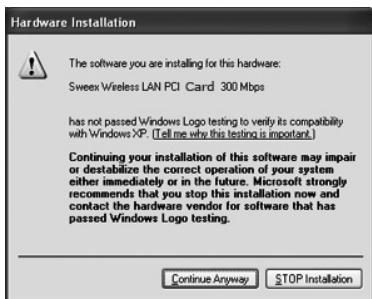 Hardware Installation
The software you are installing for this hardware:
Sweex Wireless LAN PCI Card 300 Mbps
has not passed Windows Logo testing to verify its compatibility
with Windows XP. (Tell me why this testing is important.)
Continuing your installation of this software may impair
or destabilize the correct operation of your system
either immediately or in the future. Microsoft strongly
recommends that you stop this installation now and
contact the hardware vendor for software that has
passed Windows Logo testing.
Continue Anyway
STOP Installation